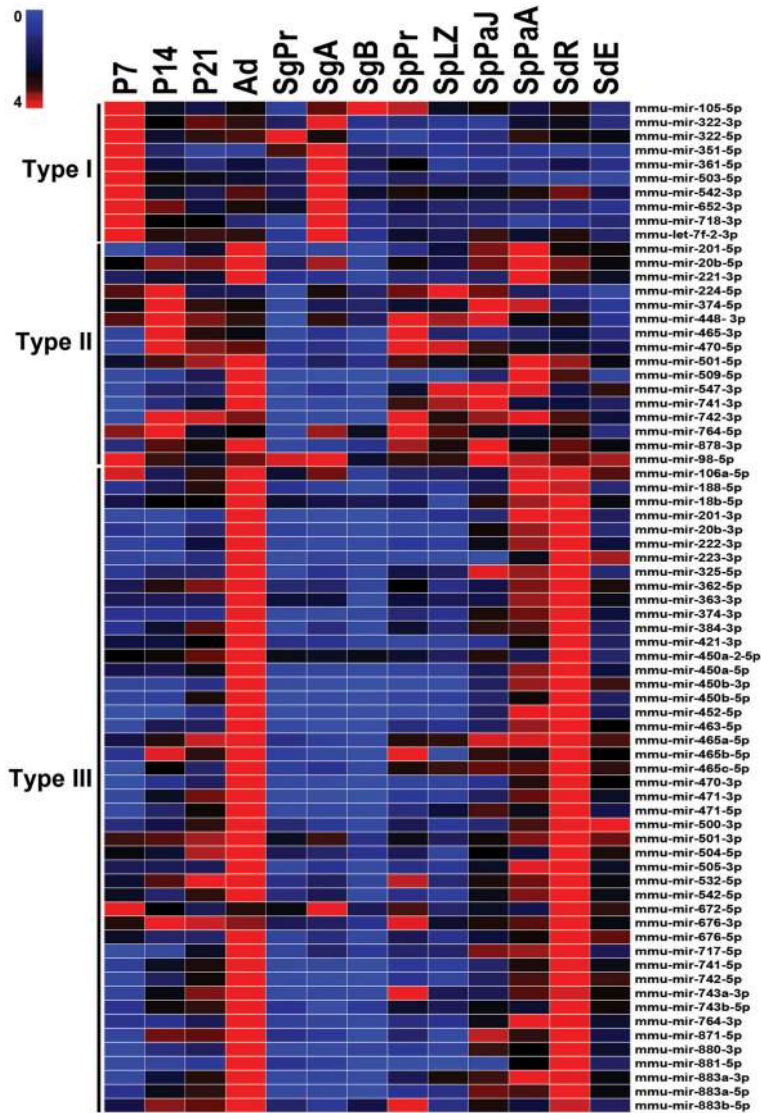 0
4
P7 P14 P21 Ad SgPr SgA SgB SpPr SpLZ SpPaJ SpPaA SdR SdE
Type I
mmu-mir-105-5p
mmu-mir-322-3p
mmu-mir-322-5p
mmu-mir-351-5p
mmu-mir-361-5p
mmu-mir-503-5p
mmu-mir-542-3p
mmu-mir-652-3p
mmu-mir-718-3p
mmu-let-7f-2-3p
Type II
mmu-mir-201-5p
mmu-mir-20b-5p
mmu-mir-221-3p
mmu-mir-224-5p
mmu-mir-374-5p
mmu-mir-448- 3p
mmu-mir-465-3p
mmu-mir-470-5p
mmu-mir-501-5p
mmu-mir-509-5p
mmu-mir-547-3p
mmu-mir-741-3p
mmu-mir-742-3p
mmu-mir-764-5p
mmu-mir-878-3p
mmu-mir-98-5p
Type III
mmu-mir-106a-5p
mmu-mir-188-5p
mmu-mir-18b-5p
mmu-mir-201-3p
mmu-mir-20b-3p
mmu-mir-222-3p
mmu-mir-223-3p
mmu-mir-325-5p
mmu-mir-362-5p
mmu-mir-363-3p
mmu-mir-374-3p
mmu-mir-384-3p
mmu-mir-421-3p
mmu-mir-450a-2-5p
mmu-mir-450a-5p
mmu-mir-450b-3p
mmu-mir-450b-5p
mmu-mir-452-5p
mmu-mir-463-5p
mmu-mir-465a-5p
mmu-mir-465b-5p
mmu-mir-465c-5p
mmu-mir-470-3p
mmu-mir-471-3p
mmu-mir-471-5p
mmu-mir-500-3p
mmu-mir-501-3p
mmu-mir-504-5p
mmu-mir-505-3p
mmu-mir-532-5p
mmu-mir-542-5p
mmu-mir-672-5p
mmu-mir-676-3p
mmu-mir-676-5p
mmu-mir-717-5p
mmu-mir-741-5p
mmu-mir-742-5p
mmu-mir-743a-3p
mmu-mir-743b-5p
mmu-mir-764-3p
mmu-mir-871-5p
mmu-mir-880-3p
mmu-mir-881-5p
mmu-mir-883a-3p
mmu-mir-883a-5p
mmu-mir-883b-5p